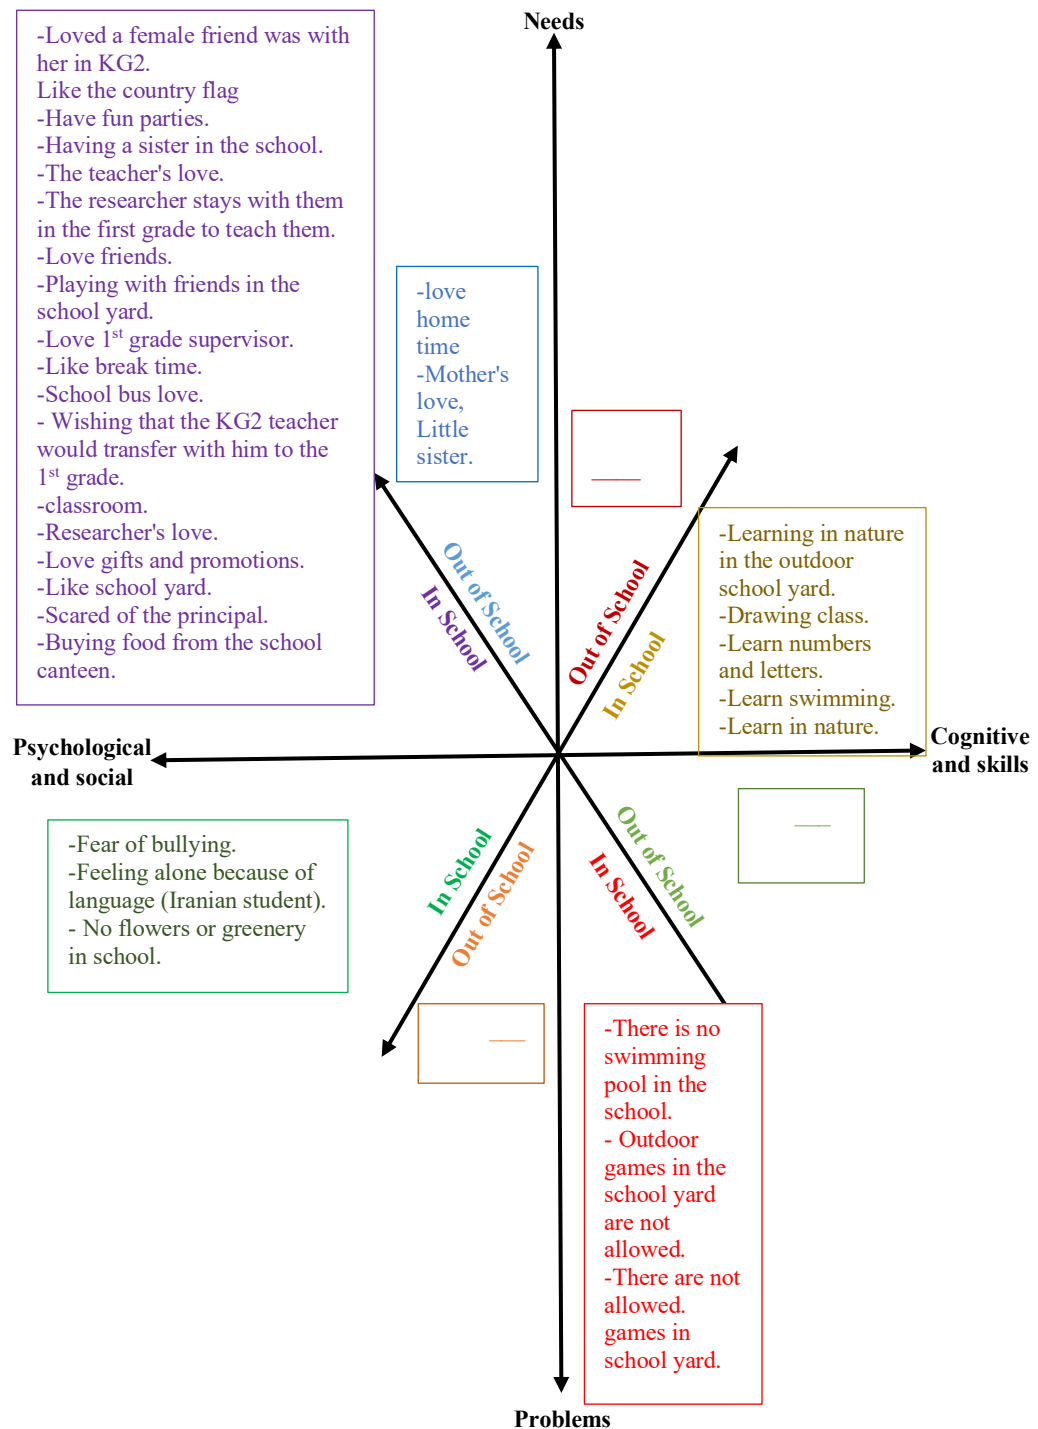 Needs
-Loved a female friend was with
her in KG2.
Like the country flag
-Have fun parties.
-Having a sister in the school.
-The teacher's love.
-The researcher stays with them
in the first grade to teach them.
-Love friends.
-Playing with friends in the
school yard.
-Love 1st grade supervisor.
-Like break time.
-School bus love.
- Wishing that the KG2 teacher
would transfer with him to the
1st grade.
-classroom.
-Researcher's love.
-Love gifts and promotions.
-Like school yard.
-Scared of the principal.
-Buying food from the school
canteen.
-love
home
time
-Mother's
love,
Little
sister.
-Learning in nature
in the outdoor
school yard.
-Drawing class.
-Learn numbers
and letters.
-Learn swimming.
-Learn in nature.
Out of School
In School
Out of School
In School
Psychological
and social
Cognitive
and skills
-Fear of bullying.
-Feeling alone because of
language (Iranian student).
- No flowers or greenery
in school.
In School
Out of School
Out of School
In School
-There is no
swimming
pool in the
school.
- Outdoor
games in the
school yard
are not
allowed.
-There are not
allowed.
games in
school yard.
Problems